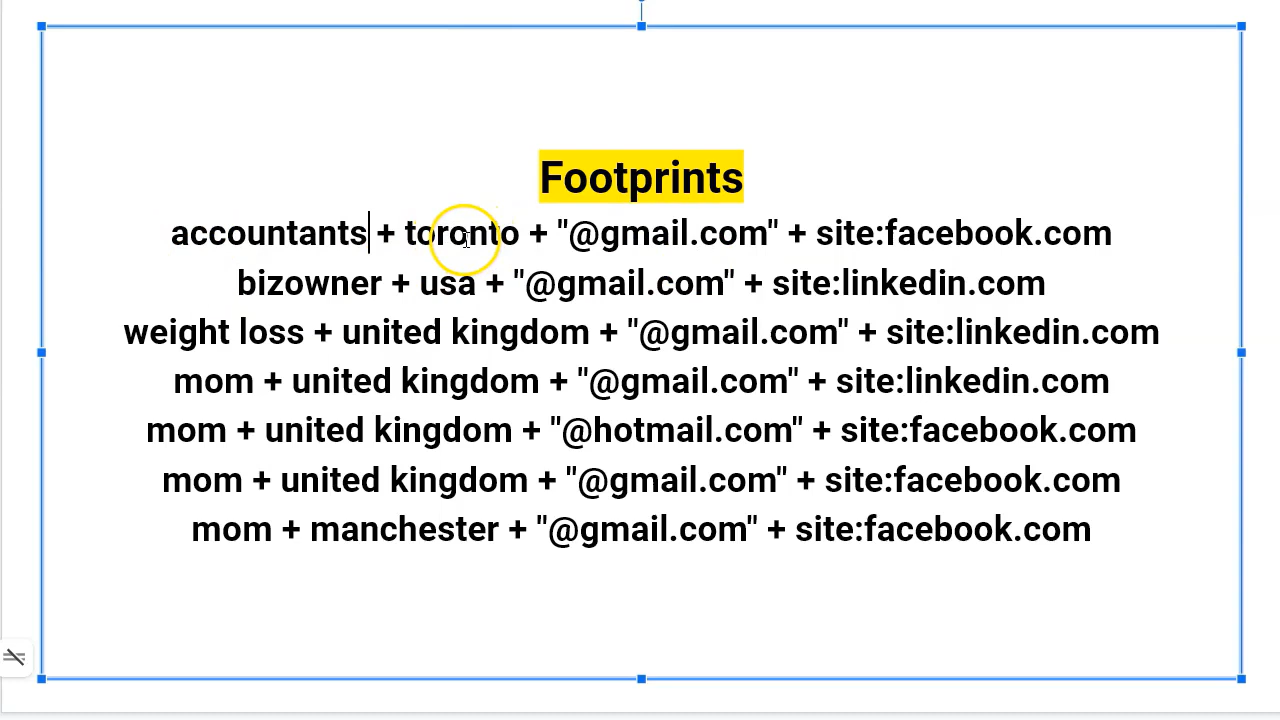 Footprints
accountants + toronto + "@gmail.com" + site:facebook.com
bizowner + usa + "@gmail.com" + site:linkedin.com
weight loss + united kingdom + "@gmail.com" + site:linkedin.com
mom + united kingdom + "@gmail.com" + site:linkedin.com
mom + united kingdom + "@hotmail.com" + site:facebook.com
mom + united kingdom + "@gmail.com" + site:facebook.com
mom + manchester + "@gmail.com" + site:facebook.com